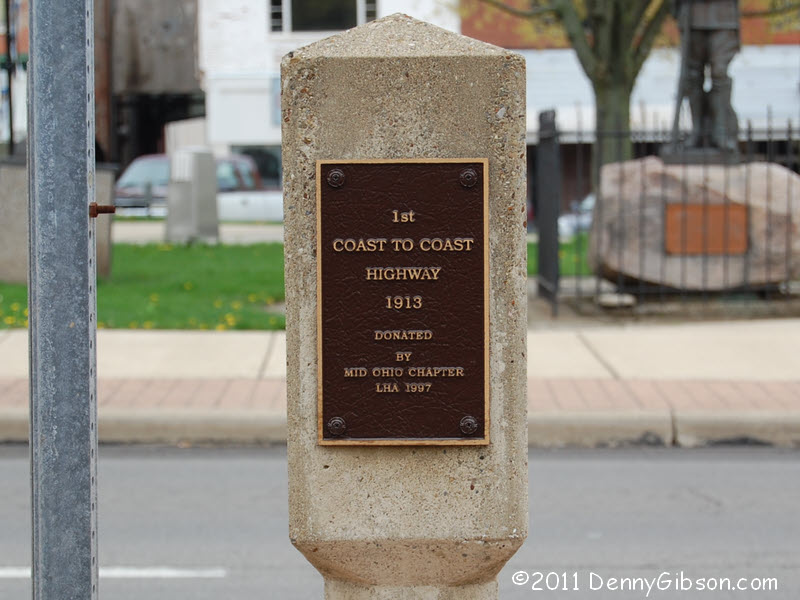 1st
COAST TO COAST
HIGHWAY
1913
DONATED
BY
MID OHIO CHAPTER
LHA 1997
©2011 DennyGibson.com